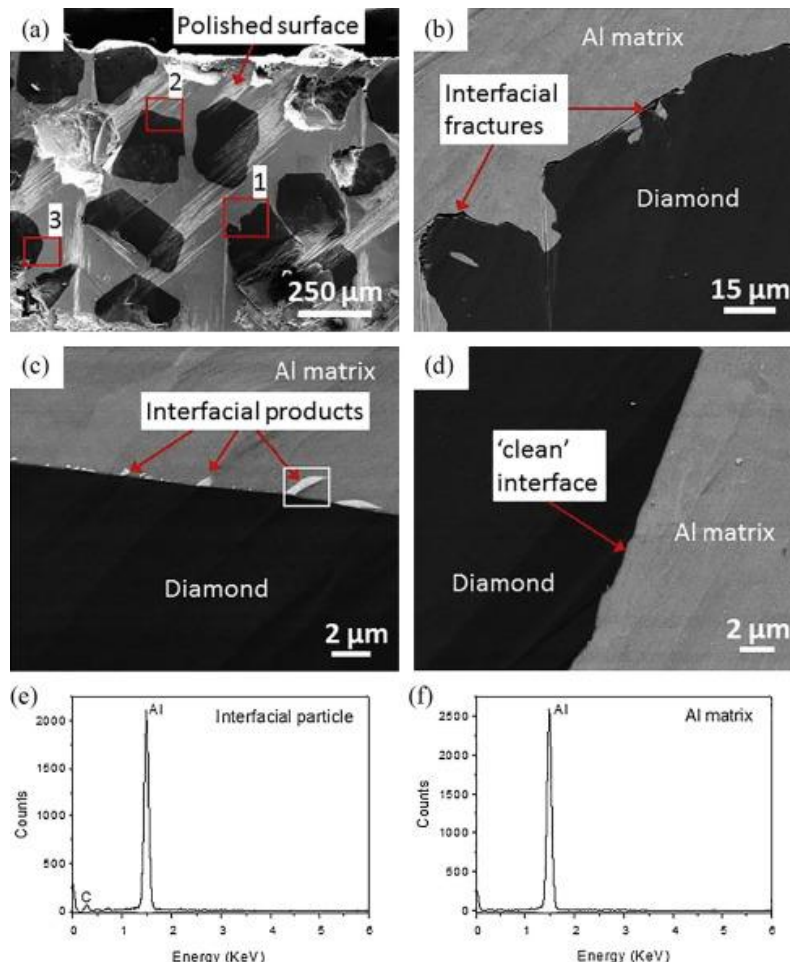 (a)
Polished surface
2
1
3
250 µm
(b)
Al matrix
Interfacial
fractures
Diamond
15 µm
(c)
Al matrix
Interfacial products
Diamond
2 µm
(d)
'clean'
interface
Al matrix
Diamond
2 µm
(e)
Al
Interfacial particle
2000
1500
1000
500
0
C
Counts
0 1 2 3 4 5 6
Energy (KeV)
(f)
Al
Al matrix
2500
2000
1500
1000
500
0
Counts
0 1 2 3 4 5 6
Energy (KeV)